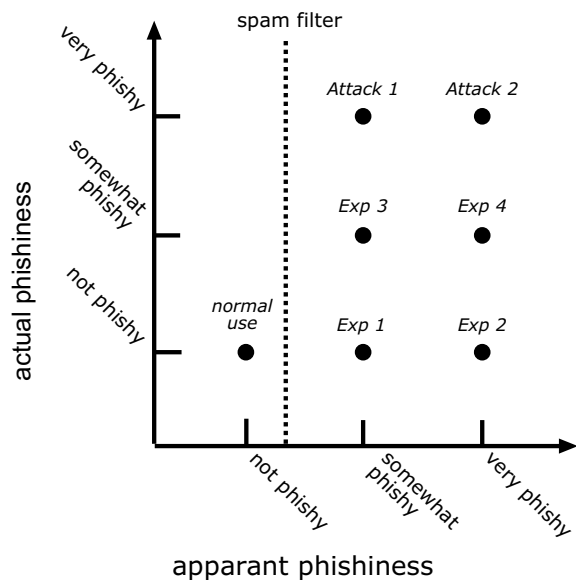 spam filter
very phishy
Attack 1
Attack 2
somewhat
phishy
Exp 3
Exp 4
actual phishiness
not phishy
normal
use
Exp 1
Exp 2
not phishy
somewhat
phishy
very phishy
apparant phishiness